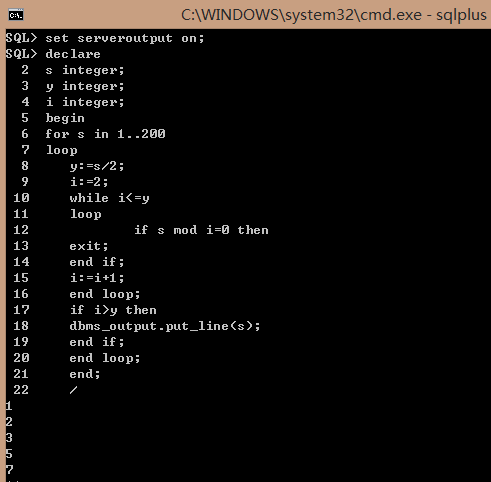 C:\WINDOWS\system32\cmd.exe - sqlplus
SQL> set serveroutput on;
SQL> declare
2 s integer;
3 y integer;
4 i integer;
5 begin
6 for s in 1..200
7 loop
8 y:=s/2;
9 i:=2;
10 while i<=y
11 loop
12 if s mod i=0 then
13 exit;
14 end if;
15 i:=i+1;
16 end loop;
17 if i>y then
18 dbms_output.put_line(s);
19 end if;
20 end loop;
21 end;
22 /
1
2
3
5
7